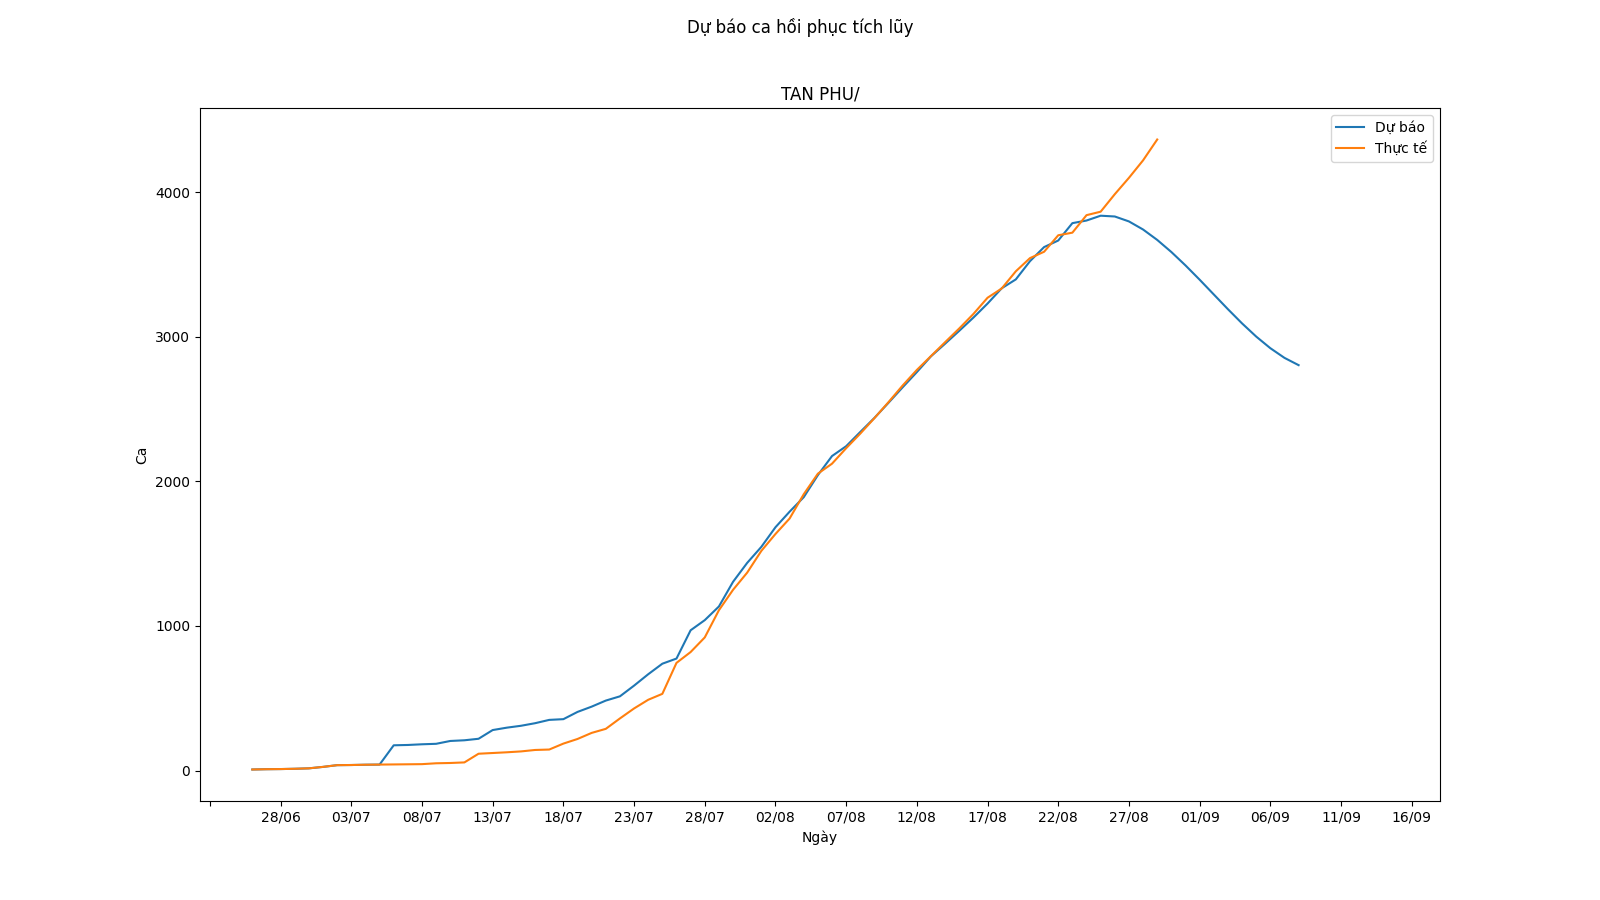 Dự báo ca hồi phục tích lũy
TAN PHU/
Dự báo
Thực tế
4000
3000
2000
1000
0
Ca
28/06 03/07 08/07 13/07 18/07 23/07 28/07 02/08 07/08 12/08 17/08 22/08 27/08 01/09 06/09 11/09 16/09
Ngày